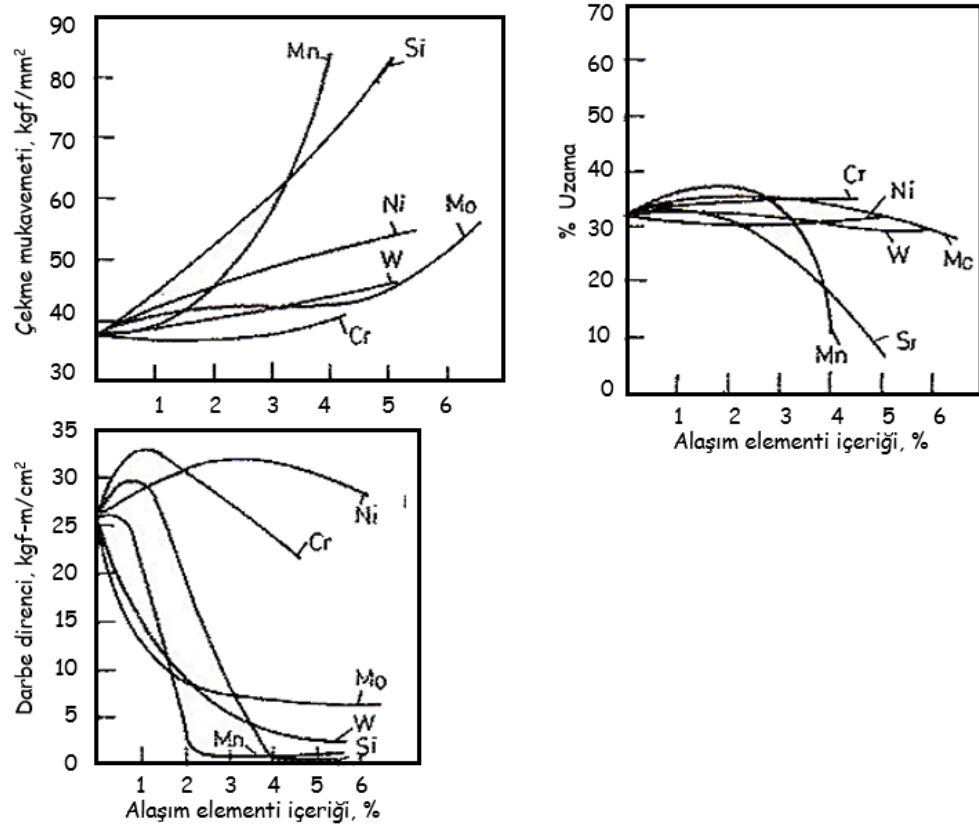 Çekme mukavemeti, kgf/mm²
90
80
70
60
50
40
30
Mn
Si
Ni
Mo
W
Cr
1 2 3 4 5 6
% Uzama
70
60
50
40
30
20
10
0
Cr
Ni
W
Mo
Sr
Mn
1 2 3 4 5 6
Alaşım elementi içeriği, %
Darbe direnci, kgf-m/cm²
35
30
25
20
15
10
5
0
Ni
Cr
Mo
W
Mn
Si
1 2 3 4 5 6
Alaşım elementi içeriği, %